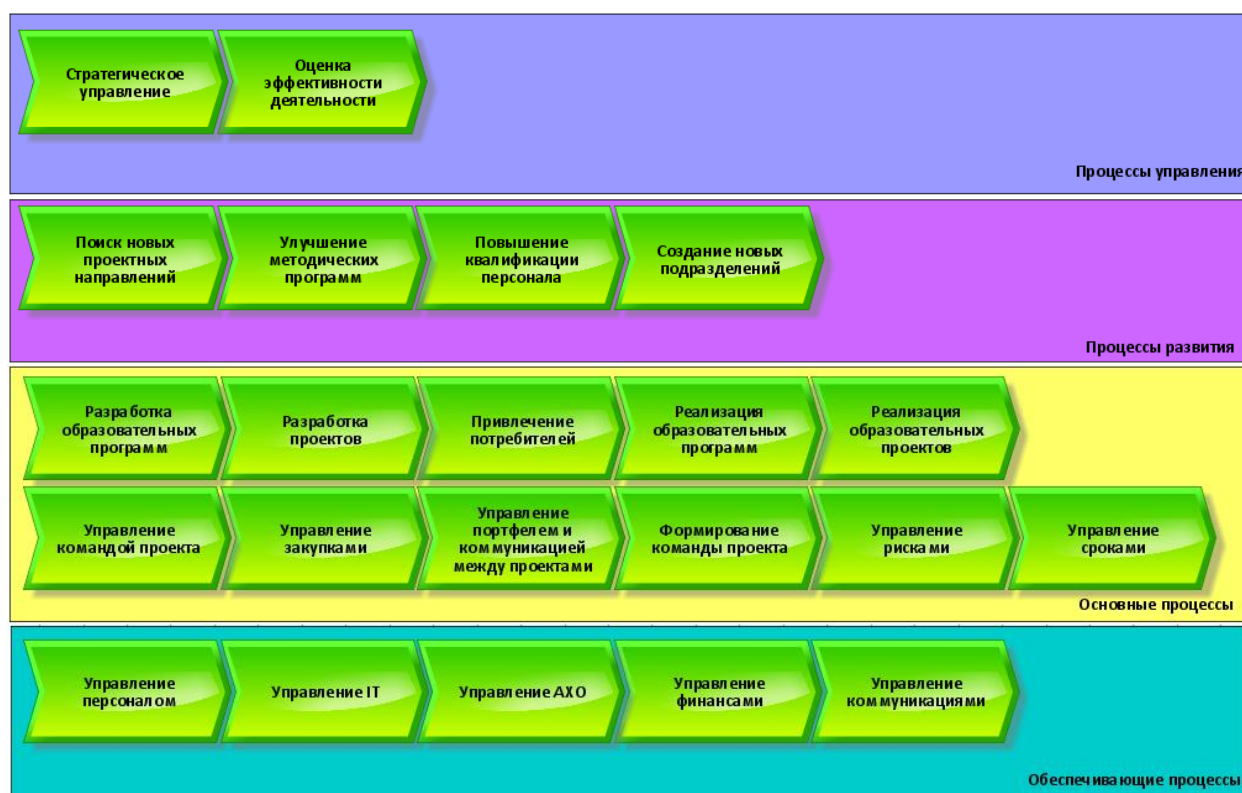 Стратегическое
управление
Оценка
эффективности
деятельности
Процессы управления
Поиск новых
проектных
направлений
Улучшение
методических
программ
Повышение
квалификации
персонала
Создание новых
подразделений
Процессы развития
Разработка
образовательных
программ
Разработка
проектов
Привлечение
потребителей
Реализация
образовательных
программ
Реализация
образовательных
проектов
Управление
командой проекта
Управление
закупками
Управление
портфелем и
коммуникацией
между проектами
Формирование
команды проекта
Управление
рисками
Управление
сроками
Основные процессы
Управление
персоналом
Управление IT
Управление АХО
Управление
финансами
Управление
коммуникациями
Обеспечивающие процессы